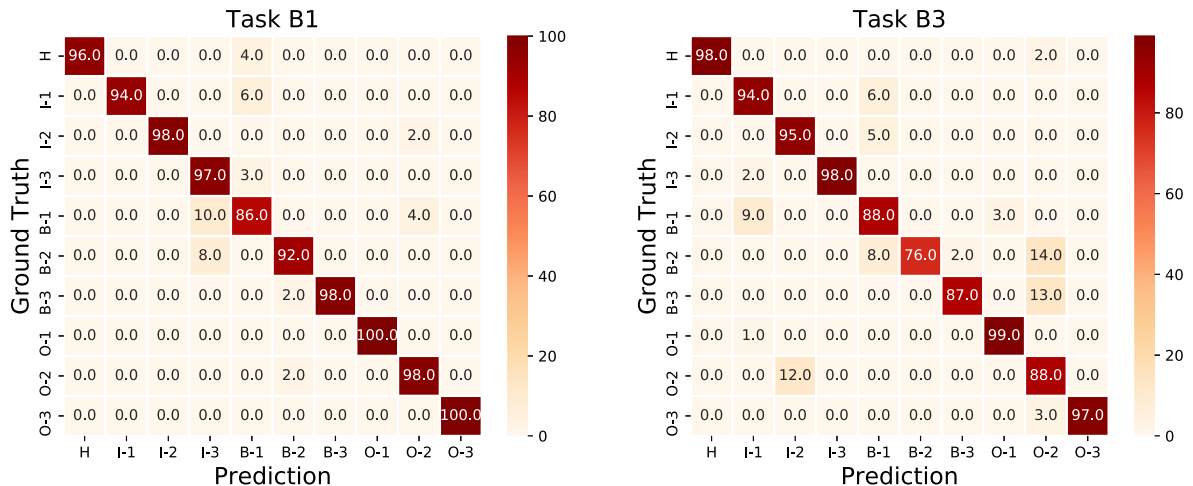 Task B1
H 96.0 0.0 0.0 0.0 4.0 0.0 0.0 0.0 0.0 0.0
I-1 0.0 94.0 0.0 0.0 6.0 0.0 0.0 0.0 0.0 0.0
I-2 0.0 0.0 98.0 0.0 0.0 0.0 0.0 0.0 2.0 0.0
I-3 0.0 0.0 0.0 97.0 3.0 0.0 0.0 0.0 0.0 0.0
B-1 0.0 0.0 0.0 10.0 86.0 0.0 0.0 0.0 4.0 0.0
B-2 0.0 0.0 0.0 8.0 0.0 92.0 0.0 0.0 0.0 0.0
B-3 0.0 0.0 0.0 0.0 0.0 2.0 98.0 0.0 0.0 0.0
O-1 0.0 0.0 0.0 0.0 0.0 0.0 0.0 100.0 0.0 0.0
O-2 0.0 0.0 0.0 0.0 0.0 2.0 0.0 0.0 98.0 0.0
O-3 0.0 0.0 0.0 0.0 0.0 0.0 0.0 0.0 0.0 100.0
H I-1 I-2 I-3 B-1 B-2 B-3 O-1 O-2 O-3
Prediction
Ground Truth
100
80
60
40
20
0
Task B3
H 98.0 0.0 0.0 0.0 0.0 0.0 0.0 0.0 2.0 0.0
I-1 0.0 94.0 0.0 0.0 6.0 0.0 0.0 0.0 0.0 0.0
I-2 0.0 0.0 95.0 0.0 5.0 0.0 0.0 0.0 0.0 0.0
I-3 0.0 2.0 0.0 98.0 0.0 0.0 0.0 0.0 0.0 0.0
B-1 0.0 9.0 0.0 0.0 88.0 0.0 0.0 3.0 0.0 0.0
B-2 0.0 0.0 0.0 0.0 8.0 76.0 2.0 0.0 14.0 0.0
B-3 0.0 0.0 0.0 0.0 0.0 0.0 87.0 0.0 13.0 0.0
O-1 0.0 1.0 0.0 0.0 0.0 0.0 0.0 99.0 0.0 0.0
O-2 0.0 0.0 12.0 0.0 0.0 0.0 0.0 0.0 88.0 0.0
O-3 0.0 0.0 0.0 0.0 0.0 0.0 0.0 0.0 3.0 97.0
H I-1 I-2 I-3 B-1 B-2 B-3 O-1 O-2 O-3
Prediction
Ground Truth
80
60
40
20
0